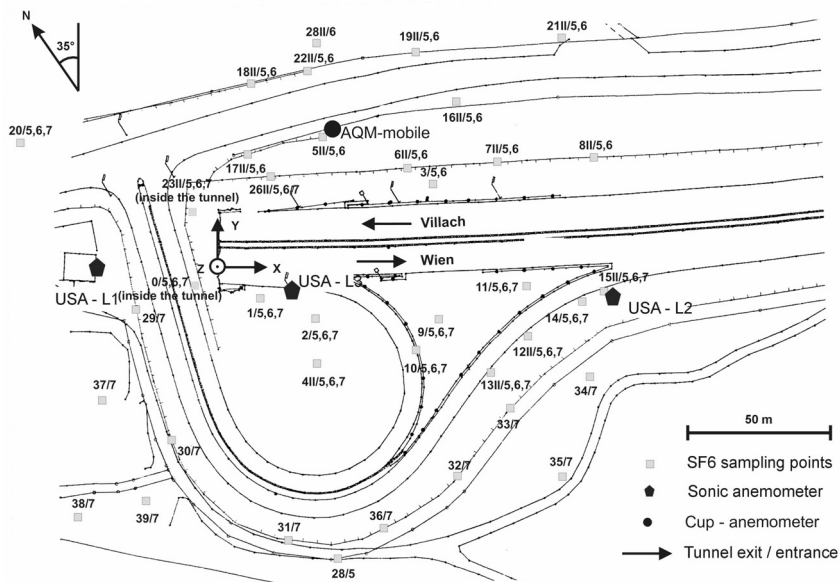 N
35°
28II/6
19II/5,6
21II/5,6
22II/5,6
18II/5,6
16II/5,6
20/5,6,7
AQM-mobile
5II/5,6
17II/5,6
6II/5,6
7II/5,6
8II/5,6
3/5,6
26II/5,6,7
23II/5,6,7
(inside the tunnel)
Villach
Y
Wien
Z
X
0/5,6,7
(inside the tunnel)
USA - L1
USA - L3
USA - L2
15II/5,6,7
11/5,6,7
14/5,6,7
1/5,6,7
29/7
2/5,6,7
9/5,6,7
12II/5,6,7
10/5,6,7
4II/5,6,7
13II/5,6,7
34/7
37/7
33/7
50 m
30/7
32/7
35/7
SF6 sampling points
38/7
39/7
Sonic anemometer
31/7
36/7
Cup - anemometer
28/5
Tunnel exit / entrance